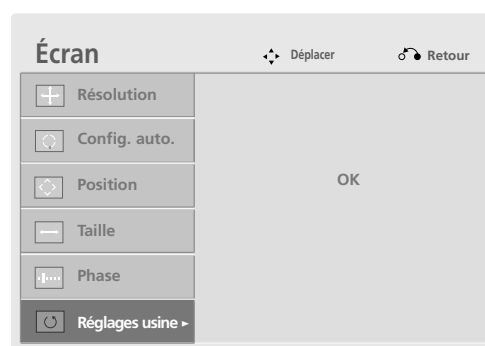 Écran
Déplacer
Retour
Résolution
Config. auto.
Position
OK
Taille
Phase
Réglages usine ►